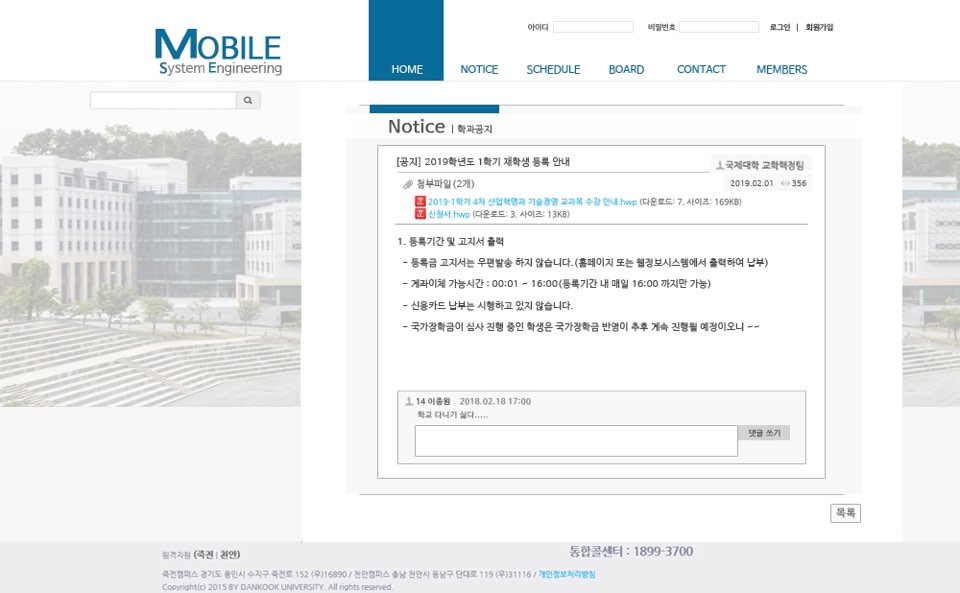 아이디 비밀번호 로그인 | 회원가입
MOBILE
System Engineering
HOME NOTICE SCHEDULE BOARD CONTACT MEMBERS
Notice | 학과공지
[공지] 2019학년도 1학기 재학생 등록 안내
국제대학 교학행정팀
첨부파일(2개)
2019.02.01 356
2019-1학기 4차 산업혁명과 기술경영 교과목 수강 안내.hwp (다운로드: 7, 사이즈: 169KB)
신청서.hwp (다운로드: 3, 사이즈: 13KB)
1. 등록기간 및 고지서 출력
- 등록금 고지서는 우편발송 하지 않습니다.(홈페이지 또는 웹정보시스템에서 출력하여 납부)
- 계좌이체 가능시간 : 00:01 ~ 16:00(등록기간 내 매일 16:00 까지만 가능)
- 신용카드 납부는 시행하고 있지 않습니다.
- 국가장학금이 심사 진행 중인 학생은 국가장학금 반영이 추후 계속 진행될 예정이오니 ~~
14 이종원 2018.02.18 17:00
학교 다니기 싫다.....
댓글 쓰기
목록
원격지원 (죽전 | 천안)
통합콜센터 : 1899-3700
죽전캠퍼스 경기도 용인시 수지구 죽전로 152 (우)16890 / 천안캠퍼스 충남 천안시 동남구 단대로 119 (우)31116 / 개인정보처리방침
Copyright(c) 2015 BY DANKOOK UNIVERSITY. All rights reserved.